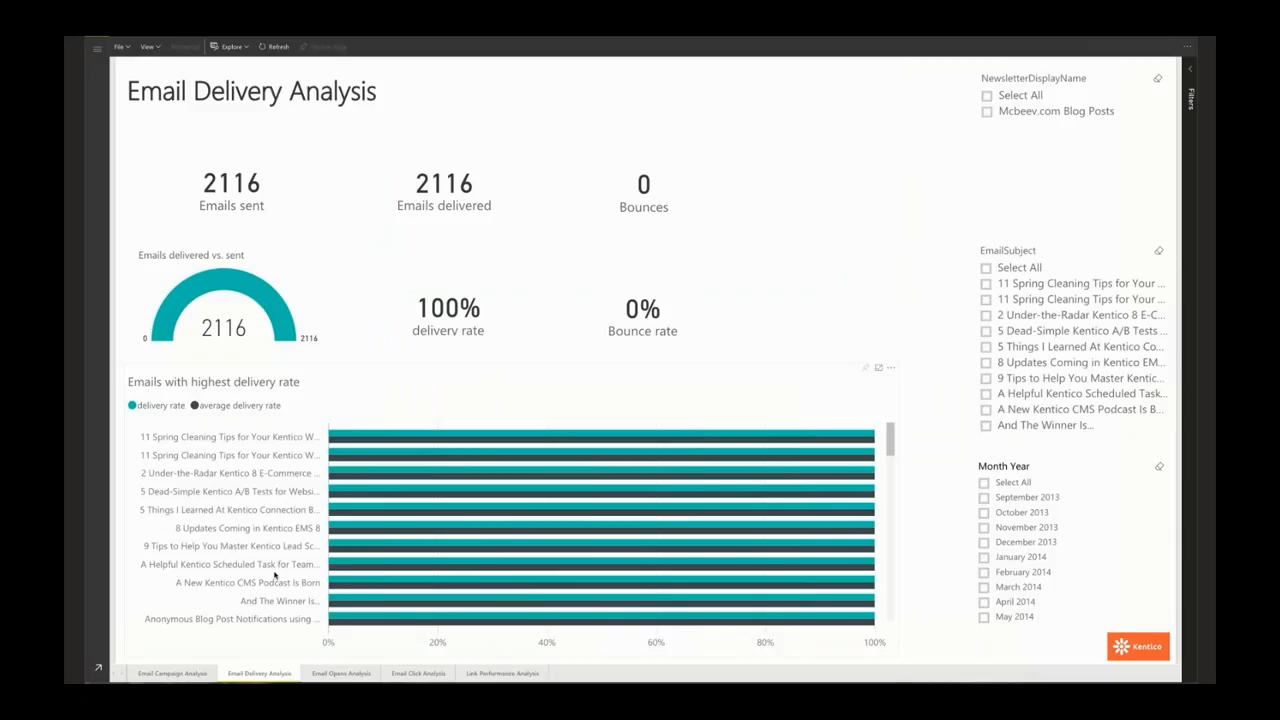 File View Explore Refresh
Email Delivery Analysis
2116
Emails sent
2116
Emails delivered
0
Bounces
Emails delivered vs. sent
2116
0
2116
100%
delivery rate
0%
Bounce rate
Emails with highest delivery rate
delivery rate average delivery rate
11 Spring Cleaning Tips for Your Kentico W...
11 Spring Cleaning Tips for Your Kentico W...
2 Under-the-Radar Kentico 8 E-Commerce ...
5 Dead-Simple Kentico A/B Tests for Websi...
5 Things I Learned At Kentico Connection B...
8 Updates Coming in Kentico EMS 8
9 Tips to Help You Master Kentico Lead Sc...
A Helpful Kentico Scheduled Task for Team...
A New Kentico CMS Podcast Is Born
And The Winner Is...
Anonymous Blog Post Notifications using ...
0% 20% 40% 60% 80% 100%
NewsletterDisplayName
Select All
Mcbeev.com Blog Posts
EmailSubject
Select All
11 Spring Cleaning Tips for Your ...
11 Spring Cleaning Tips for Your ...
2 Under-the-Radar Kentico 8 E-C...
5 Dead-Simple Kentico A/B Tests ...
5 Things I Learned At Kentico Co...
8 Updates Coming in Kentico EM...
9 Tips to Help You Master Kentic...
A Helpful Kentico Scheduled Task...
A New Kentico CMS Podcast Is B...
And The Winner Is...
Month Year
Select All
September 2013
October 2013
November 2013
December 2013
January 2014
February 2014
March 2014
April 2014
May 2014
Kentico
Filters
Email Campaign Analysis Email Delivery Analysis Email Opens Analysis Email Click Analysis Link Performance Analysis